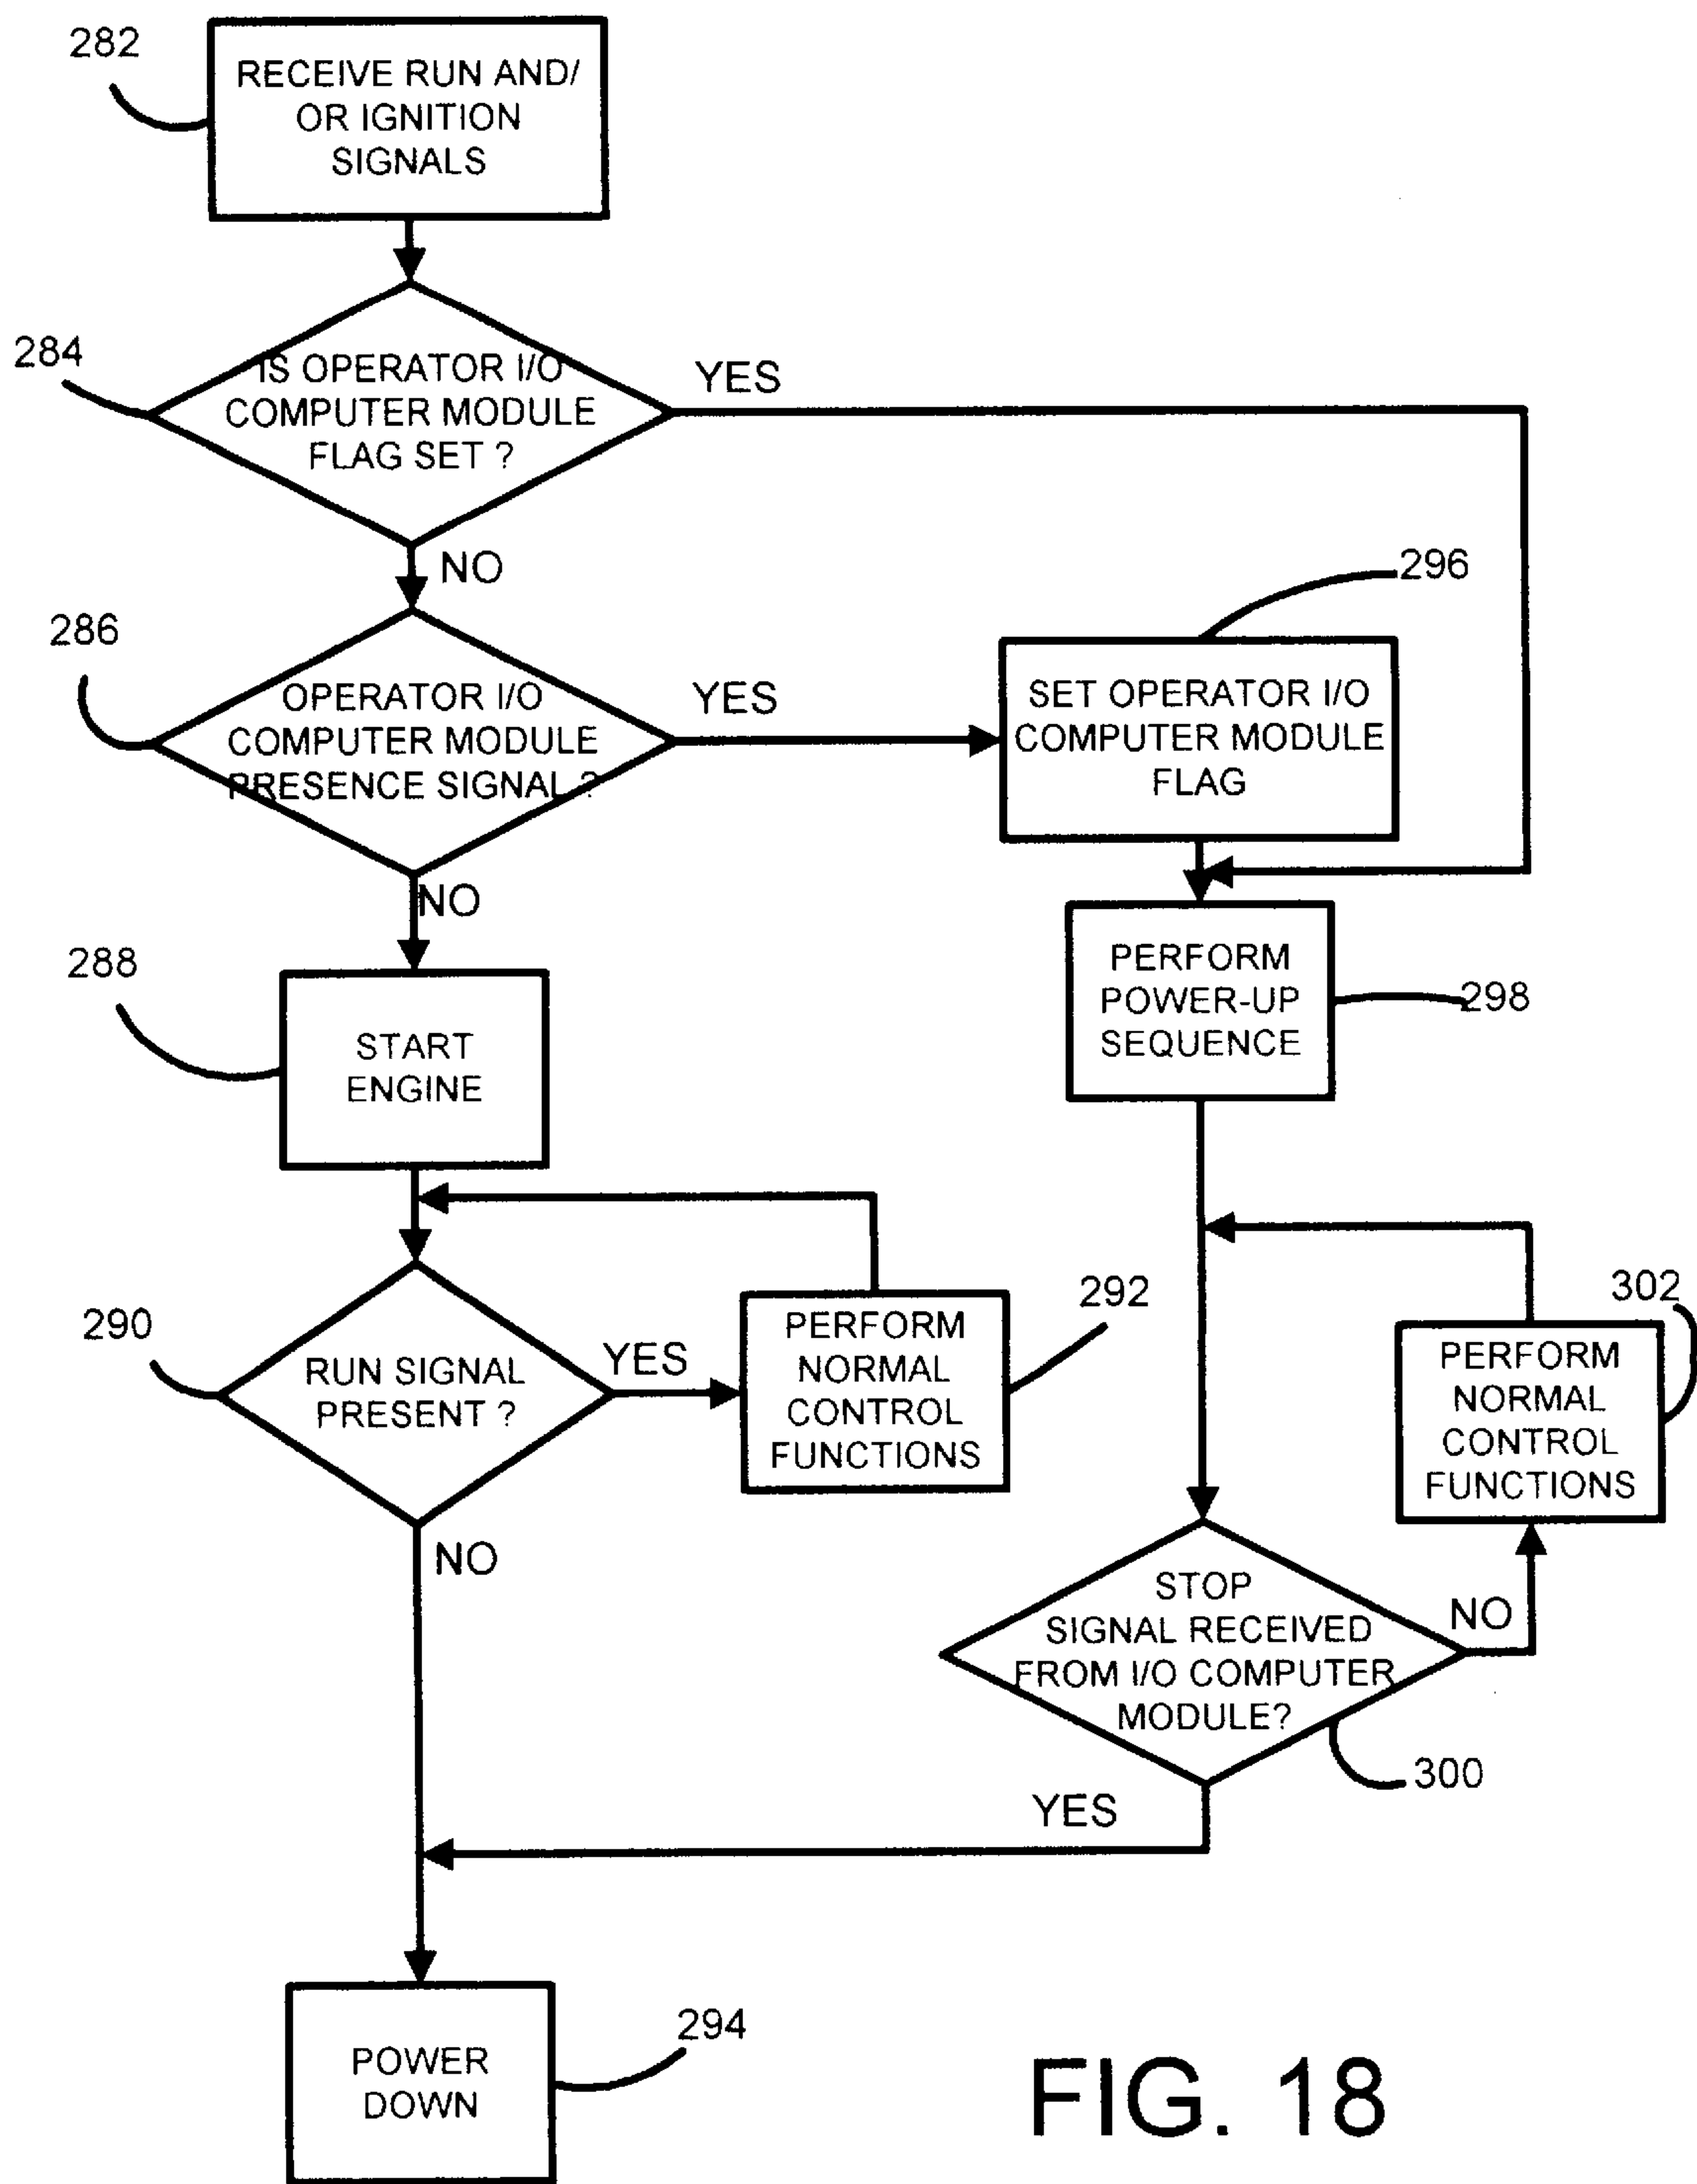 282
RECEIVE RUN AND/
OR IGNITION
SIGNALS
284
IS OPERATOR I/O
COMPUTER MODULE
FLAG SET ?
YES
NO
296
286
OPERATOR I/O
COMPUTER MODULE
PRESENCE SIGNAL ?
YES
SET OPERATOR I/O
COMPUTER MODULE
FLAG
NO
288
START
ENGINE
PERFORM
POWER-UP
SEQUENCE
298
290
RUN SIGNAL
PRESENT ?
YES
PERFORM
NORMAL
CONTROL
FUNCTIONS
292
302
PERFORM
NORMAL
CONTROL
FUNCTIONS
NO
STOP
SIGNAL RECEIVED
FROM I/O COMPUTER
MODULE?
NO
300
YES
POWER
DOWN
294
FIG. 18